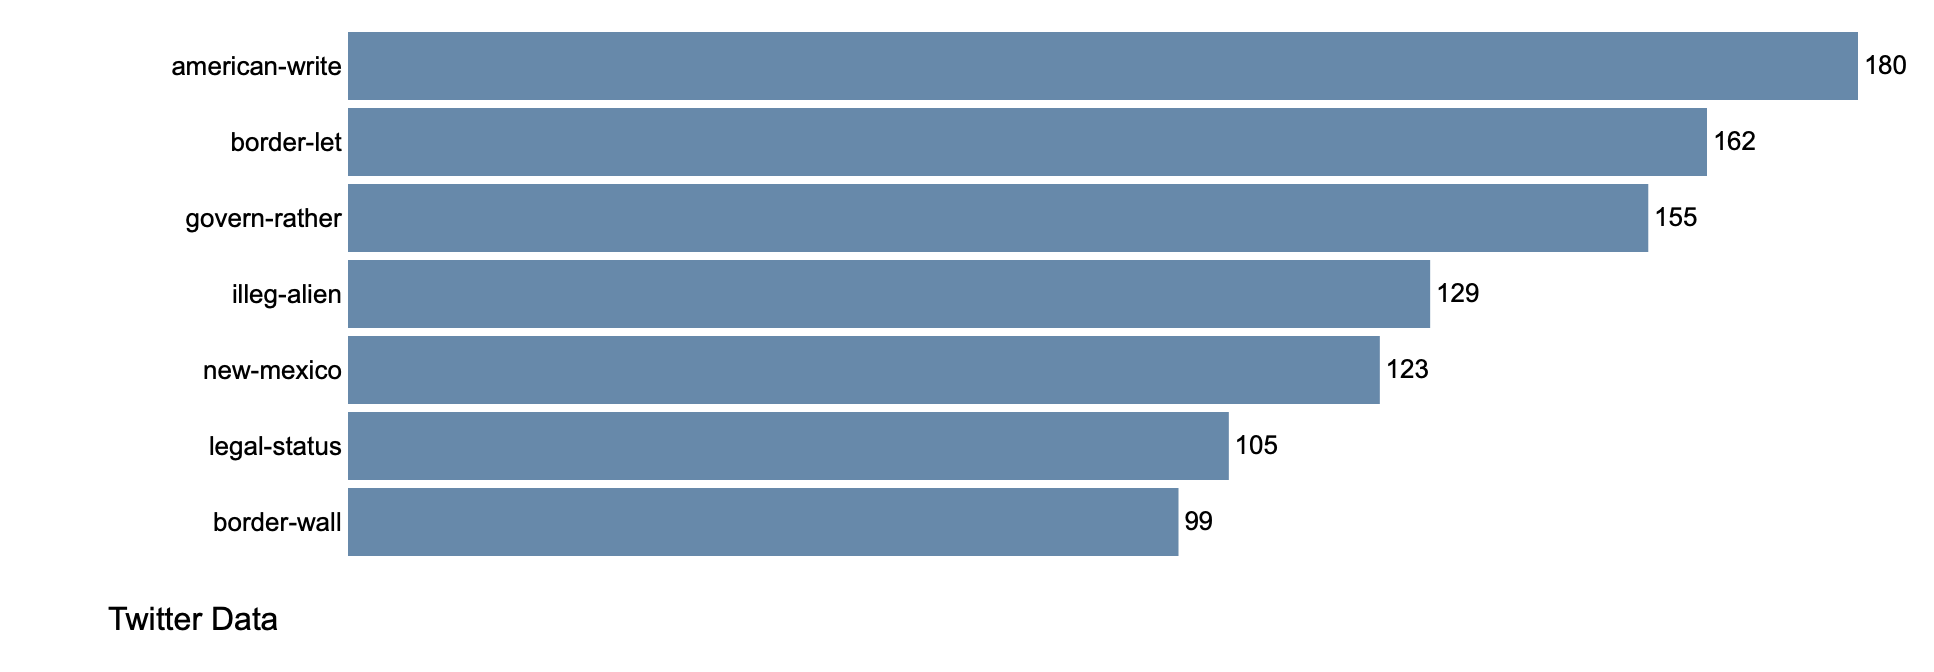 american-write 180
border-let 162
govern-rather 155
illeg-alien 129
new-mexico 123
legal-status 105
border-wall 99
Twitter Data